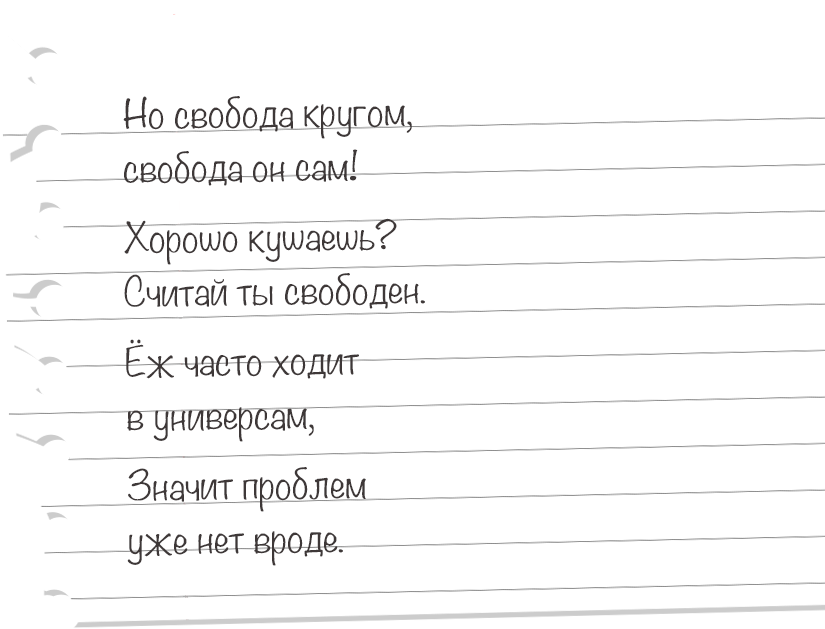 Но свобода кругом,
свобода он сам!
Хорошо кушаешь?
Считай ты свободен.
Ёж часто ходит
в универсам,
Значит проблем
уже нет вроде.